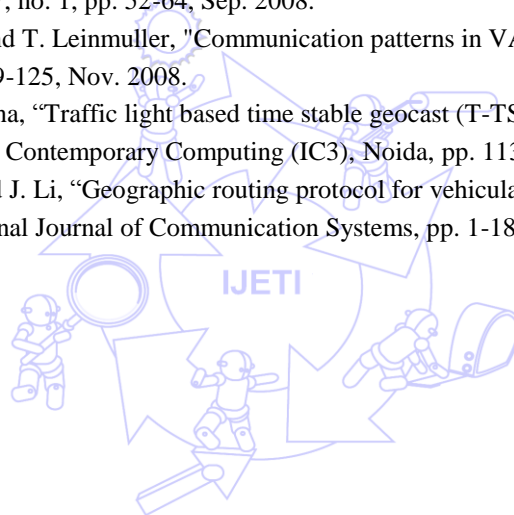 , no. 1, pp. 52-64, Sep. 2008.
nd T. Leinmuller, "Communication patterns in VA
9-125, Nov. 2008.
na, “Traffic light based time stable geocast (T-TS
Contemporary Computing (IC3), Noida, pp. 113
d J. Li, “Geographic routing protocol for vehicula
nal Journal of Communication Systems, pp. 1-18
IJETI